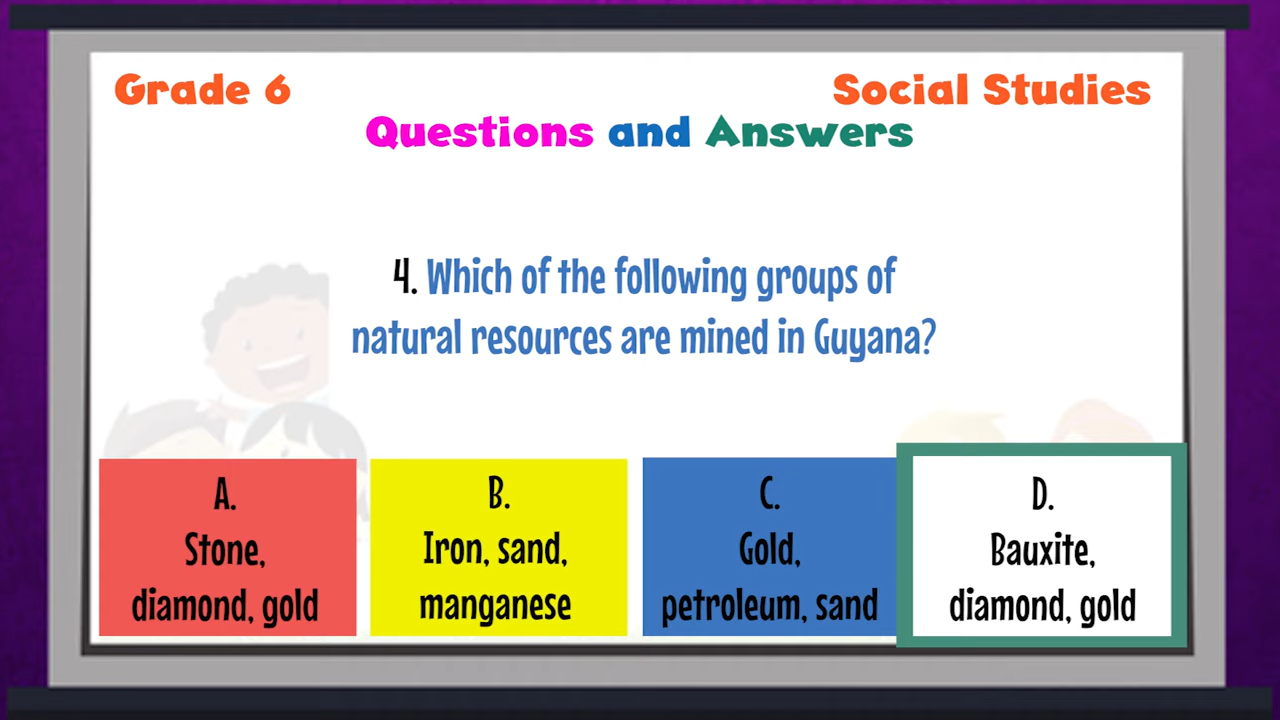 Grade 6
Social Studies
Questions and Answers
4. Which of the following groups of
natural resources are mined in Guyana?
A.
Stone,
diamond, gold
B.
Iron, sand,
manganese
C.
Gold,
petroleum, sand
D.
Bauxite,
diamond, gold